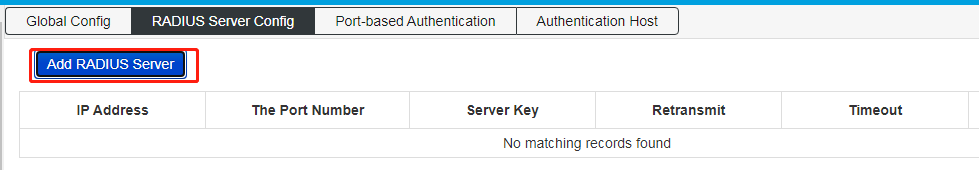 Global Config RADIUS Server Config Port-based Authentication Authentication Host
Add RADIUS Server
IP Address The Port Number Server Key Retransmit Timeout
No matching records found